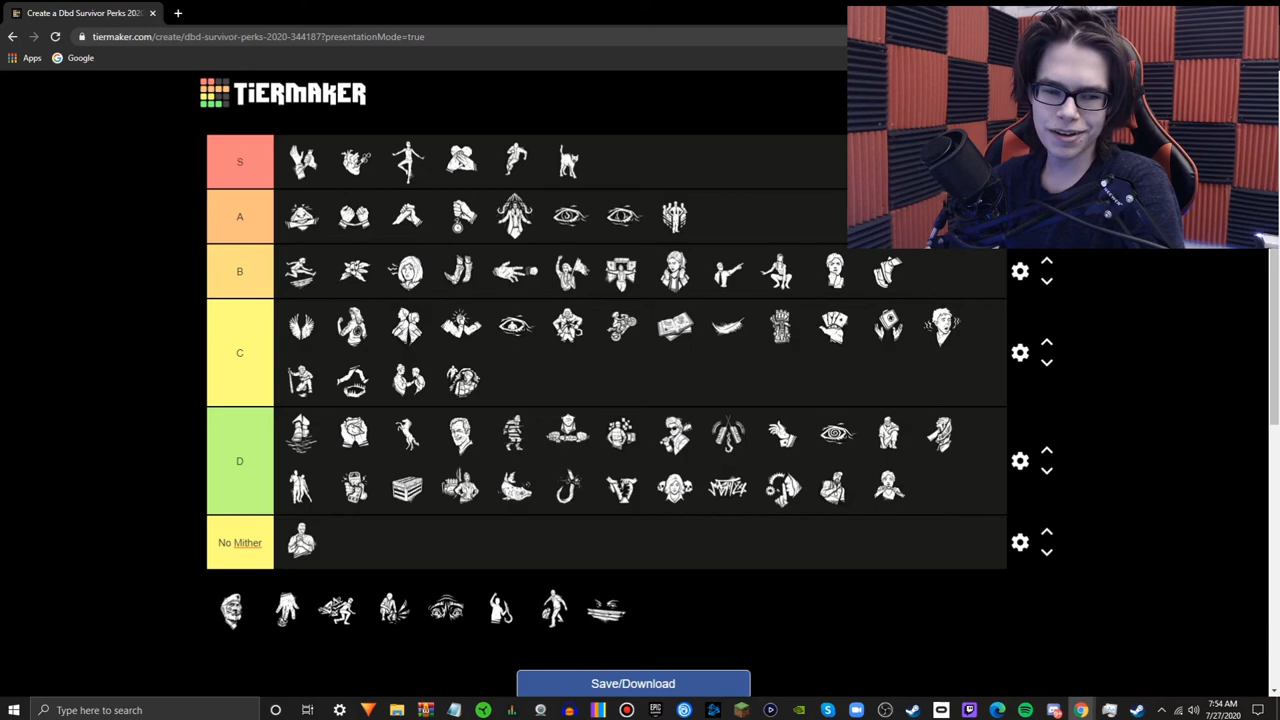 Create a Dbd Survivor Perks 2020
tiermaker.com/create/dbd-survivor-perks-2020-344187?presentationMode=true
Apps
Google
TIERMAKER
S
A
B
C
D
No Mither
Save/Download
Type here to search
7:54 AM
7/27/2020